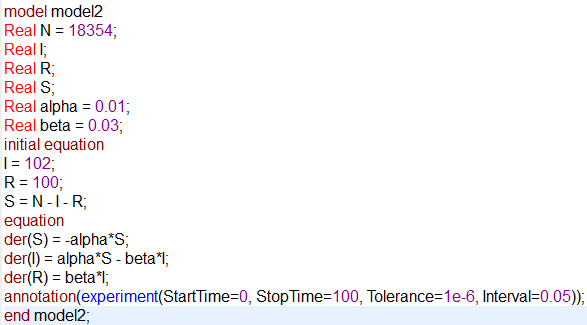 model model2
Real N = 18354;
Real I;
Real R;
Real S;
Real alpha = 0.01;
Real beta = 0.03;
initial equation
I = 102;
R = 100;
S = N - I - R;
equation
der(S) = -alpha*S;
der(I) = alpha*S - beta*I;
der(R) = beta*I;
annotation(experiment(StartTime=0, StopTime=100, Tolerance=1e-6, Interval=0.05));
end model2;